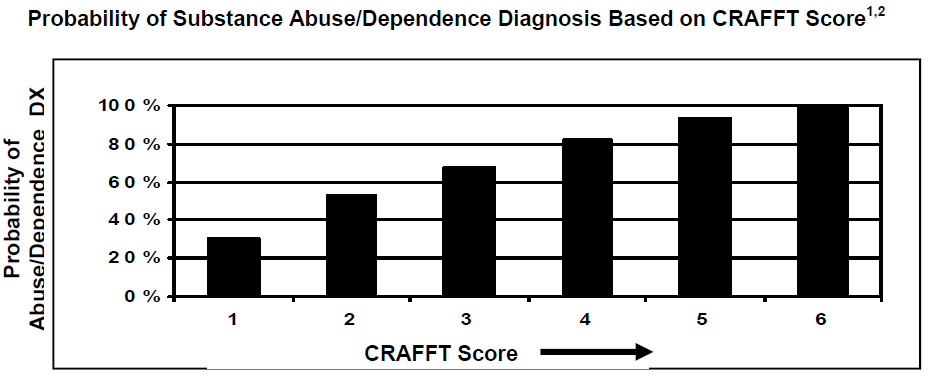 Probability of Substance Abuse/Dependence Diagnosis Based on CRAFFT Score1,2
Probability of
Abuse/Dependence DX
100%
80%
60%
40%
20%
0%
1 2 3 4 5 6
CRAFFT Score